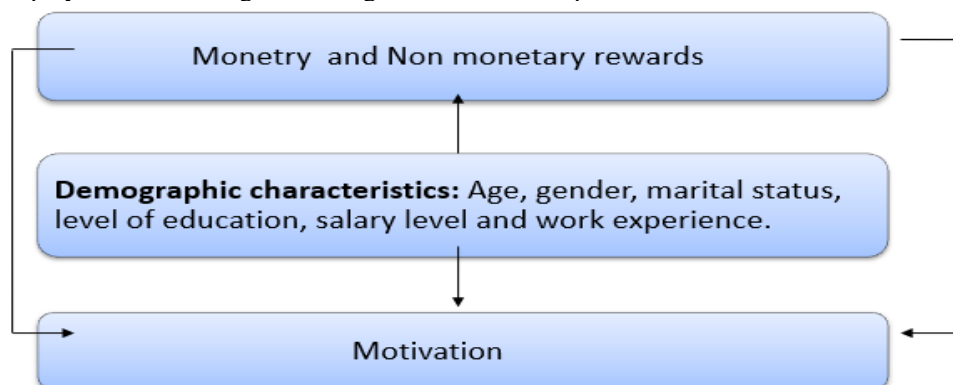 Monetry and Non monetary rewards
Demographic characteristics: Age, gender, marital status,
level of education, salary level and work experience.
Motivation